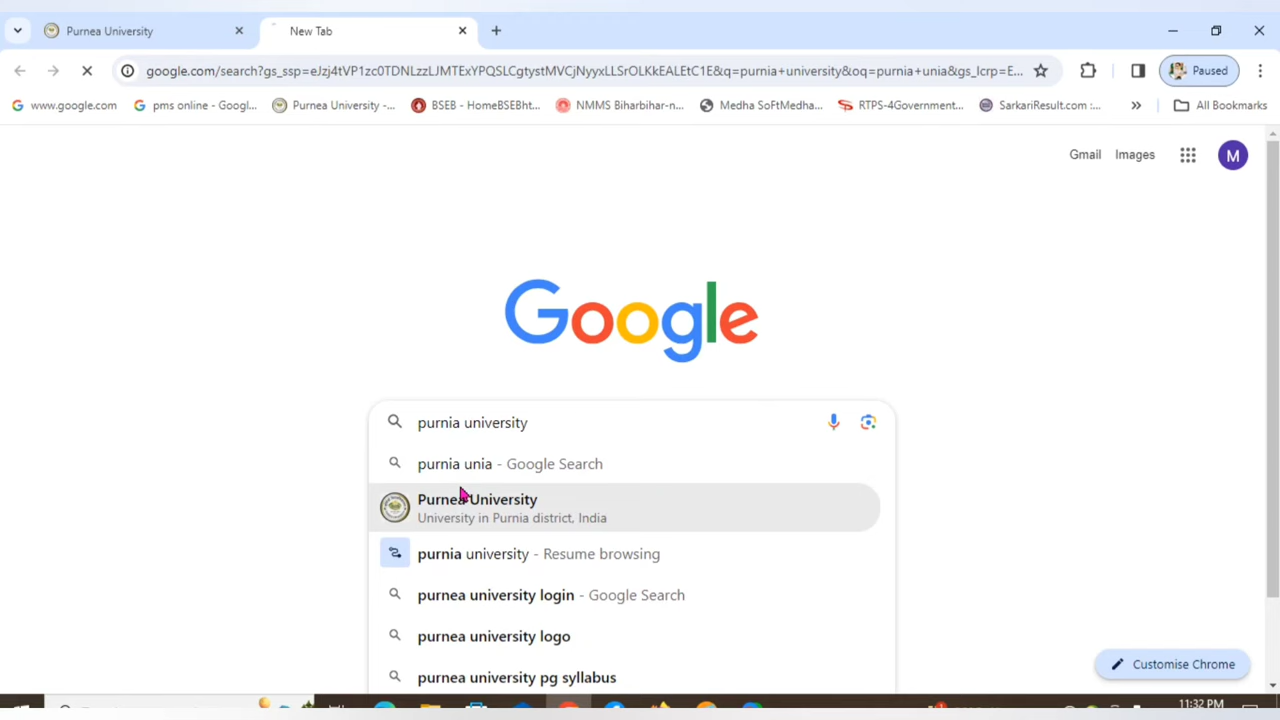 Purnea University
New Tab
google.com/search?gs_ssp=eJzj4tVP1zc0TDNLzzLJMTExYPQSLCgtystMVCjNyyxLLSrOLKkEALEtC1E&q=purnia+university&oq=purnia+unia&gs_lcrp=E...
Paused
www.google.com
pms online - Googl...
Purnea University -...
BSEB - HomeBSEBht...
NMMS Biharbihar-n...
Medha SoftMedha...
RTPS-4Government...
SarkariResult.com :...
All Bookmarks
Gmail
Images
M
Google
purnia university
purnia unia - Google Search
Purnea University
University in Purnia district, India
purnia university - Resume browsing
purnea university login - Google Search
purnea university logo
purnea university pg syllabus
Customise Chrome
11:32 PM